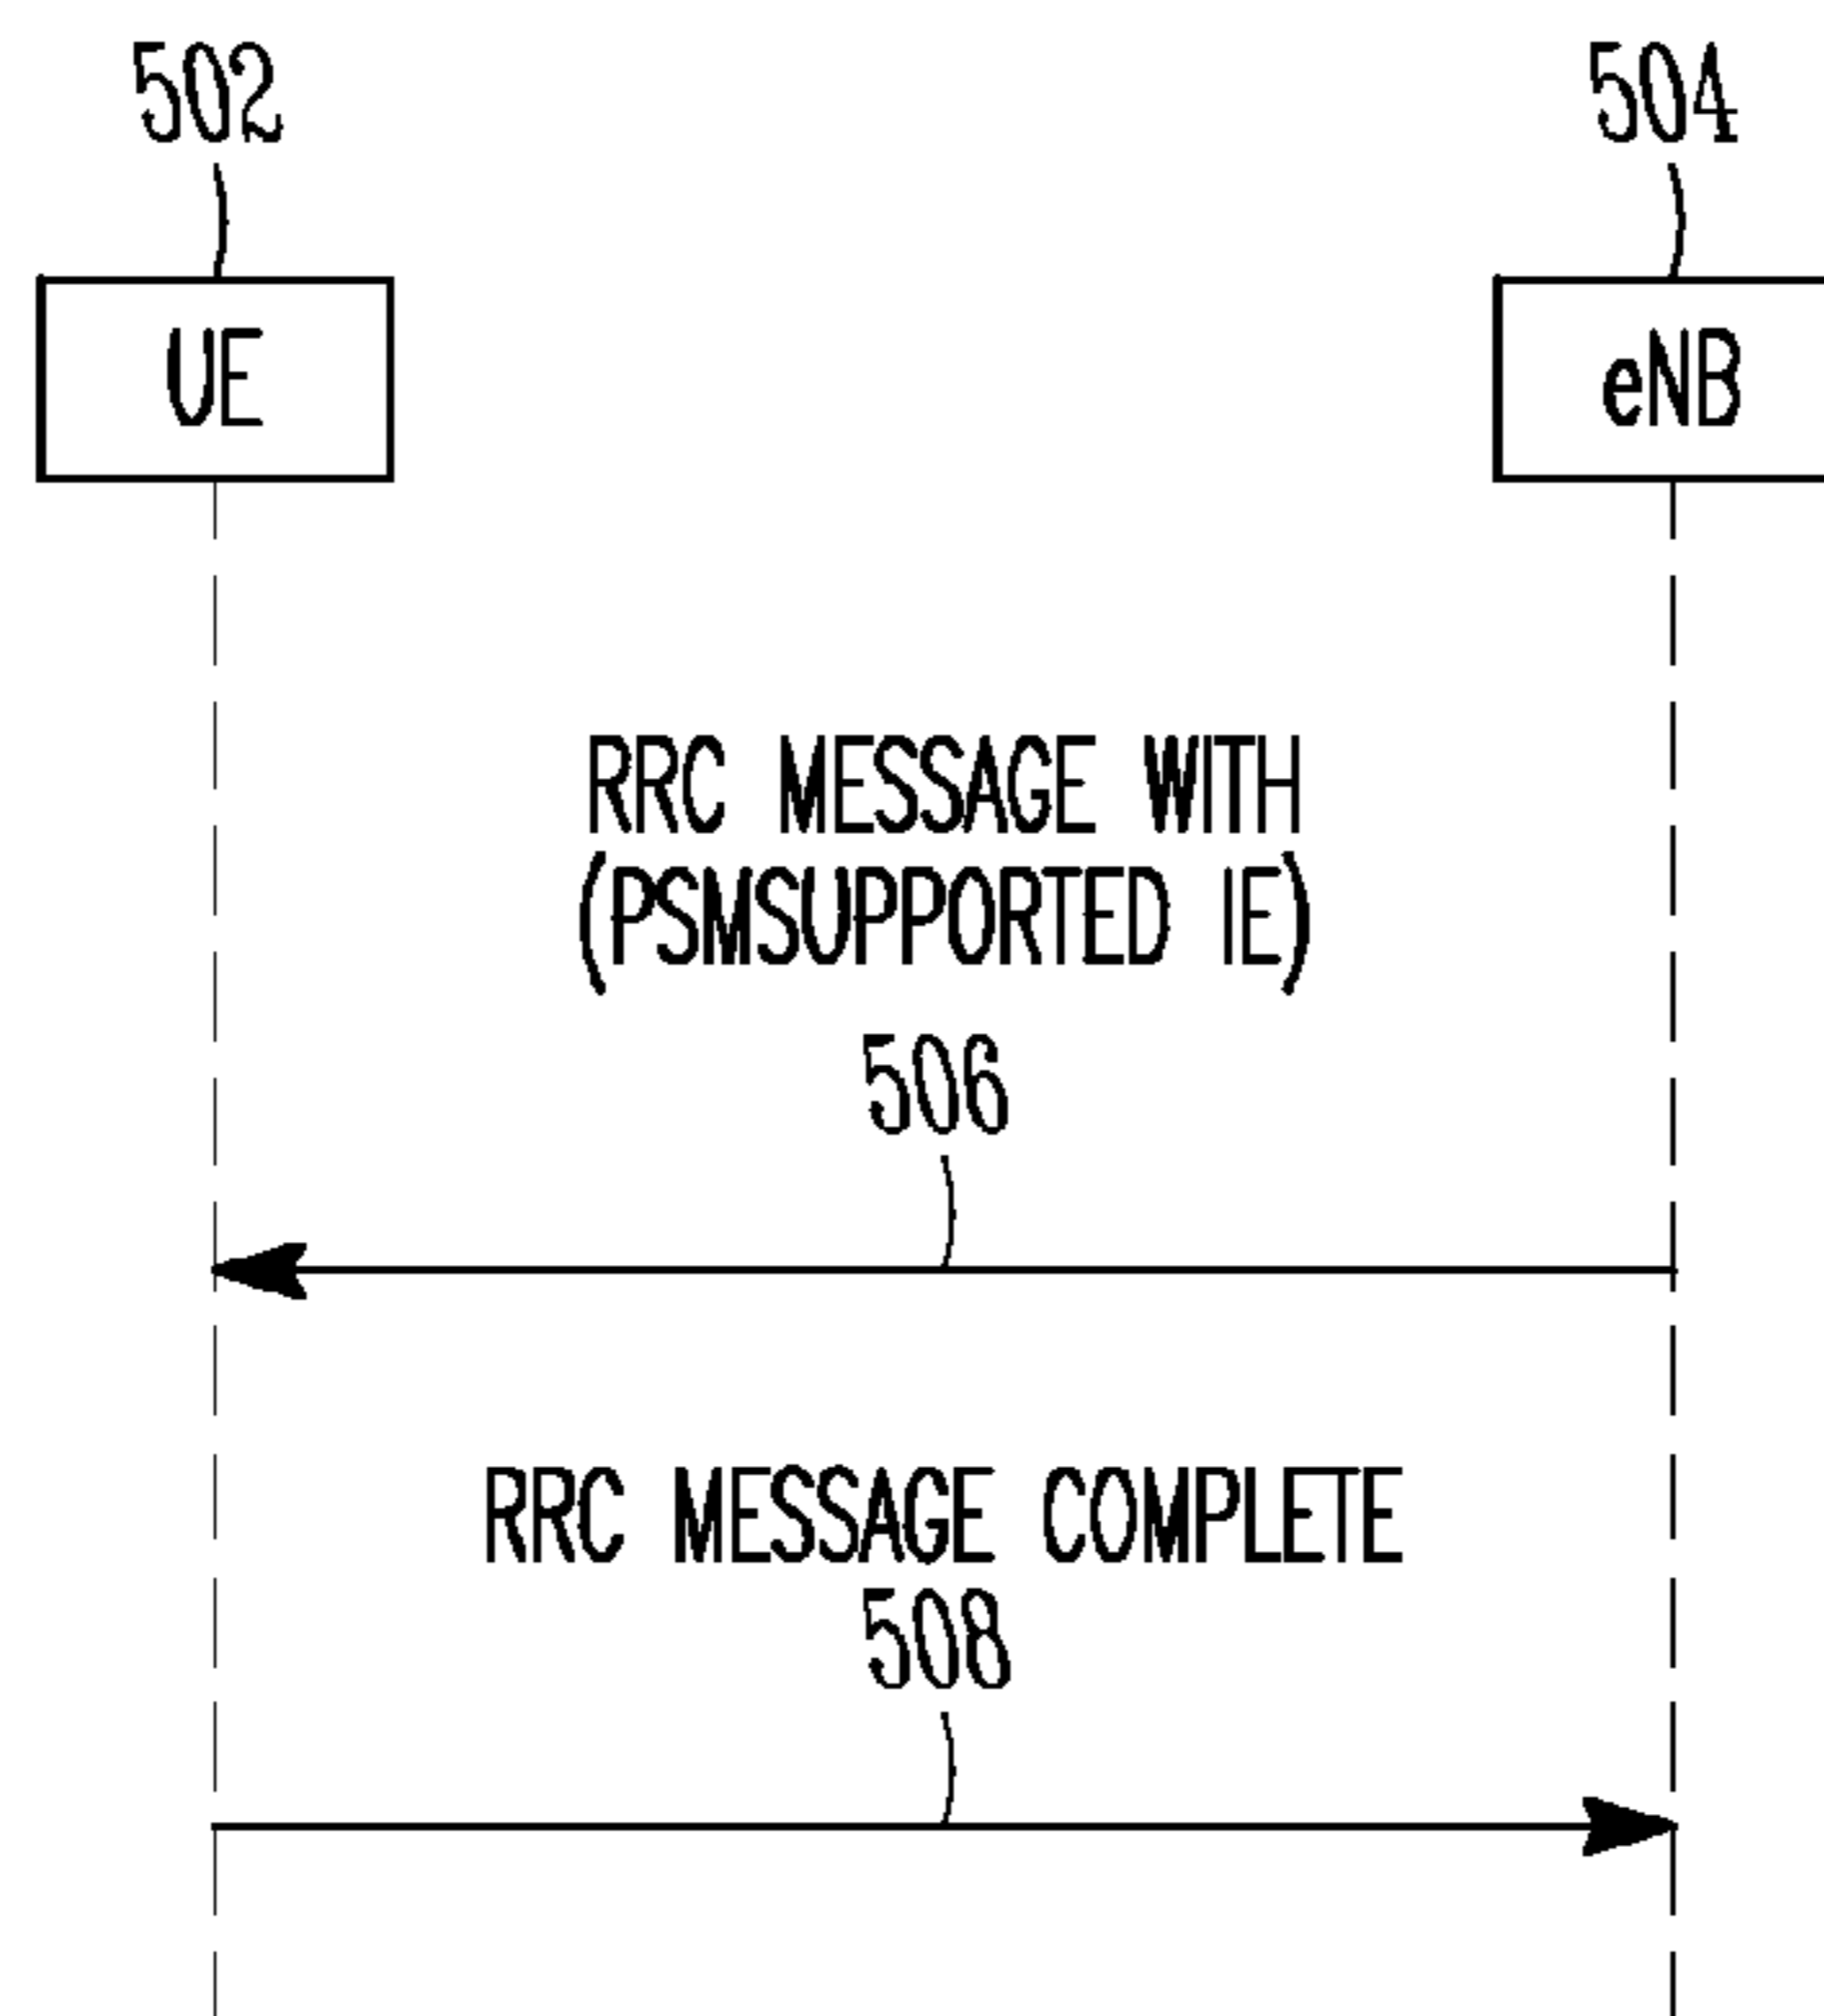 502
504
UE
eNB
RRC MESSAGE WITH
(PSMSUPPORTED IE)
506
RRC MESSAGE COMPLETE
508